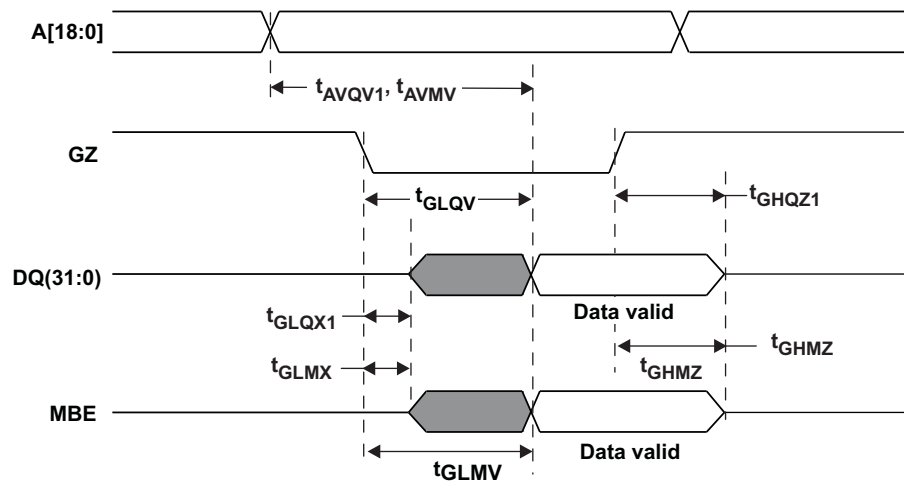 A[18:0]
tAVQV1, tAVMV
GZ
tGLQV
tGHQZ1
DQ(31:0)
Data valid
tGLQX1
tGHMZ
tGLMX
tGHMZ
MBE
Data valid
tGLMV